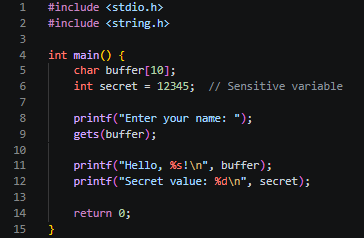 1 #include <stdio.h>
2 #include <string.h>
3
4 int main() {
5     char buffer[10];
6     int secret = 12345;  // Sensitive variable
7
8     printf("Enter your name: ");
9     gets(buffer);
10
11     printf("Hello, %s!\n", buffer);
12     printf("Secret value: %d\n", secret);
13
14     return 0;
15 }